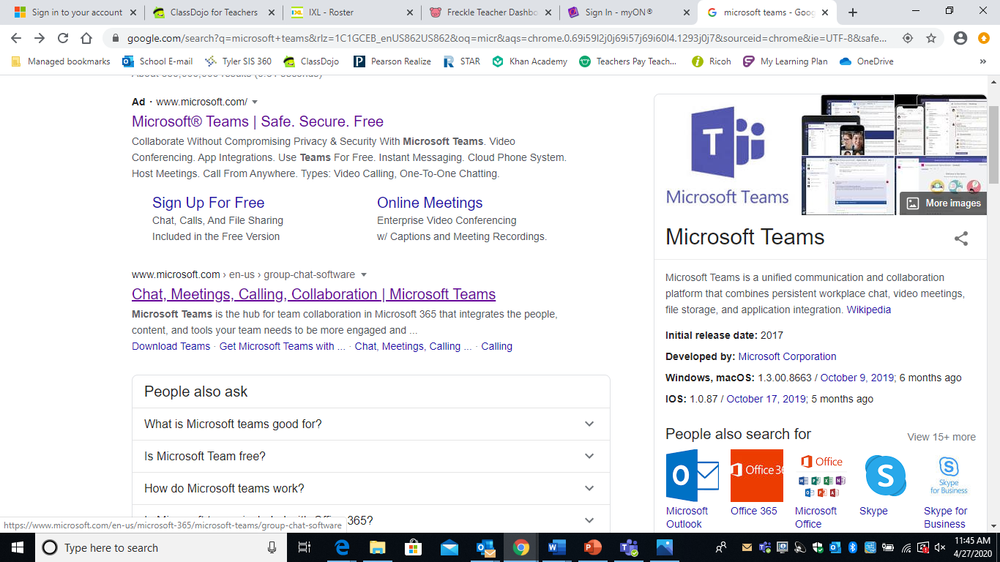 Sign in to your account
ClassDojo for Teachers
IXL - Roster
Freckle Teacher Dashbo
Sign In - myON®
microsoft teams - Goog
google.com/search?q=microsoft+teams&rlz=1C1GCEB_enUS862US862&oq=micr&aqs=chrome.0.69i59l2j0j69i57j69i60l4.1293j0j7&sourceid=chrome&ie=UTF-8&safe...
Managed bookmarks School E-mail Tyler SIS 360 ClassDojo Pearson Realize STAR Khan Academy Teachers Pay Teach... Ricoh My Learning Plan OneDrive »
Ad · www.microsoft.com/
Microsoft® Teams | Safe. Secure. Free
Collaborate Without Compromising Privacy & Security With Microsoft Teams. Video
Conferencing. App Integrations. Use Teams For Free. Instant Messaging. Cloud Phone System.
Host Meetings. Call From Anywhere. Types: Video Calling, One-To-One Chatting.
Sign Up For Free
Chat, Calls, And File Sharing
Included in the Free Version
Online Meetings
Enterprise Video Conferencing
w/ Captions and Meeting Recordings.
www.microsoft.com › en-us › group-chat-software
Chat, Meetings, Calling, Collaboration | Microsoft Teams
Microsoft Teams is the hub for team collaboration in Microsoft 365 that integrates the people,
content, and tools your team needs to be more engaged and ...
Download Teams · Get Microsoft Teams with ... · Chat, Meetings, Calling ... · Calling
People also ask
What is Microsoft teams good for?
Is Microsoft Team free?
How do Microsoft teams work?
365?
https://www.microsoft.com/en-us/microsoft-365/microsoft-teams/group-chat-software
Microsoft Teams
More images
Microsoft Teams
Microsoft Teams is a unified communication and collaboration
platform that combines persistent workplace chat, video meetings,
file storage, and application integration. Wikipedia
Initial release date: 2017
Developed by: Microsoft Corporation
Windows, macOS: 1.3.00.8663 / October 9, 2019; 6 months ago
IOS: 1.0.87 / October 17, 2019; 5 months ago
People also search for
View 15+ more
Office 36
Office
Skype
for Business
Microsoft
Outlook
Office 365
Microsoft
Office
Skype
Skype for
Business
Type here to search
11:45 AM
4/27/2020